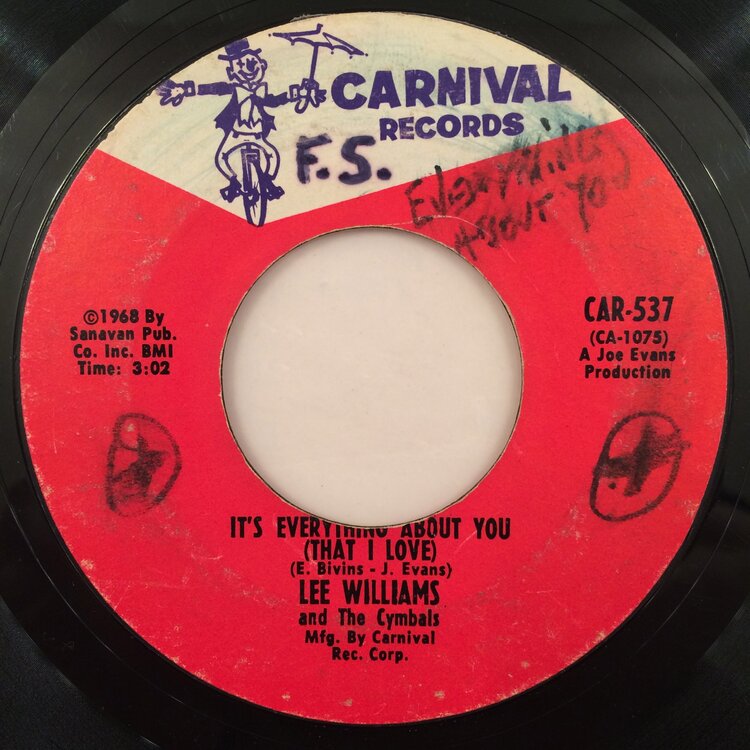 CARNIVAL
RECORDS
F.S.
EVERYTHING
ABOUT YOU
©1968 By
Sanavan Pub.
Co. Inc. BMI
Time: 3:02
CAR-537
(CA-1075)
A Joe Evans
Production
IT'S EVERYTHING ABOUT YOU
(THAT I LOVE)
(E. Bivins - J. Evans)
LEE WILLIAMS
and The Cymbals
Mfg. By Carnival
Rec. Corp.